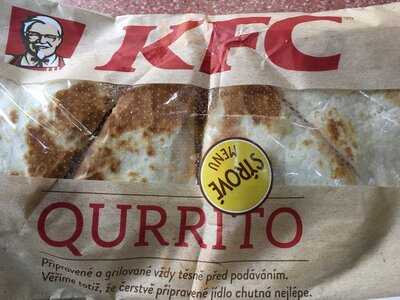 KFC
SÝROVÉ
MENU
QURRITO
Připravené a grilované vždy těsně před podáváním.
Věříme totiž, že čerstvě připravené jídlo chutná nejlépe.